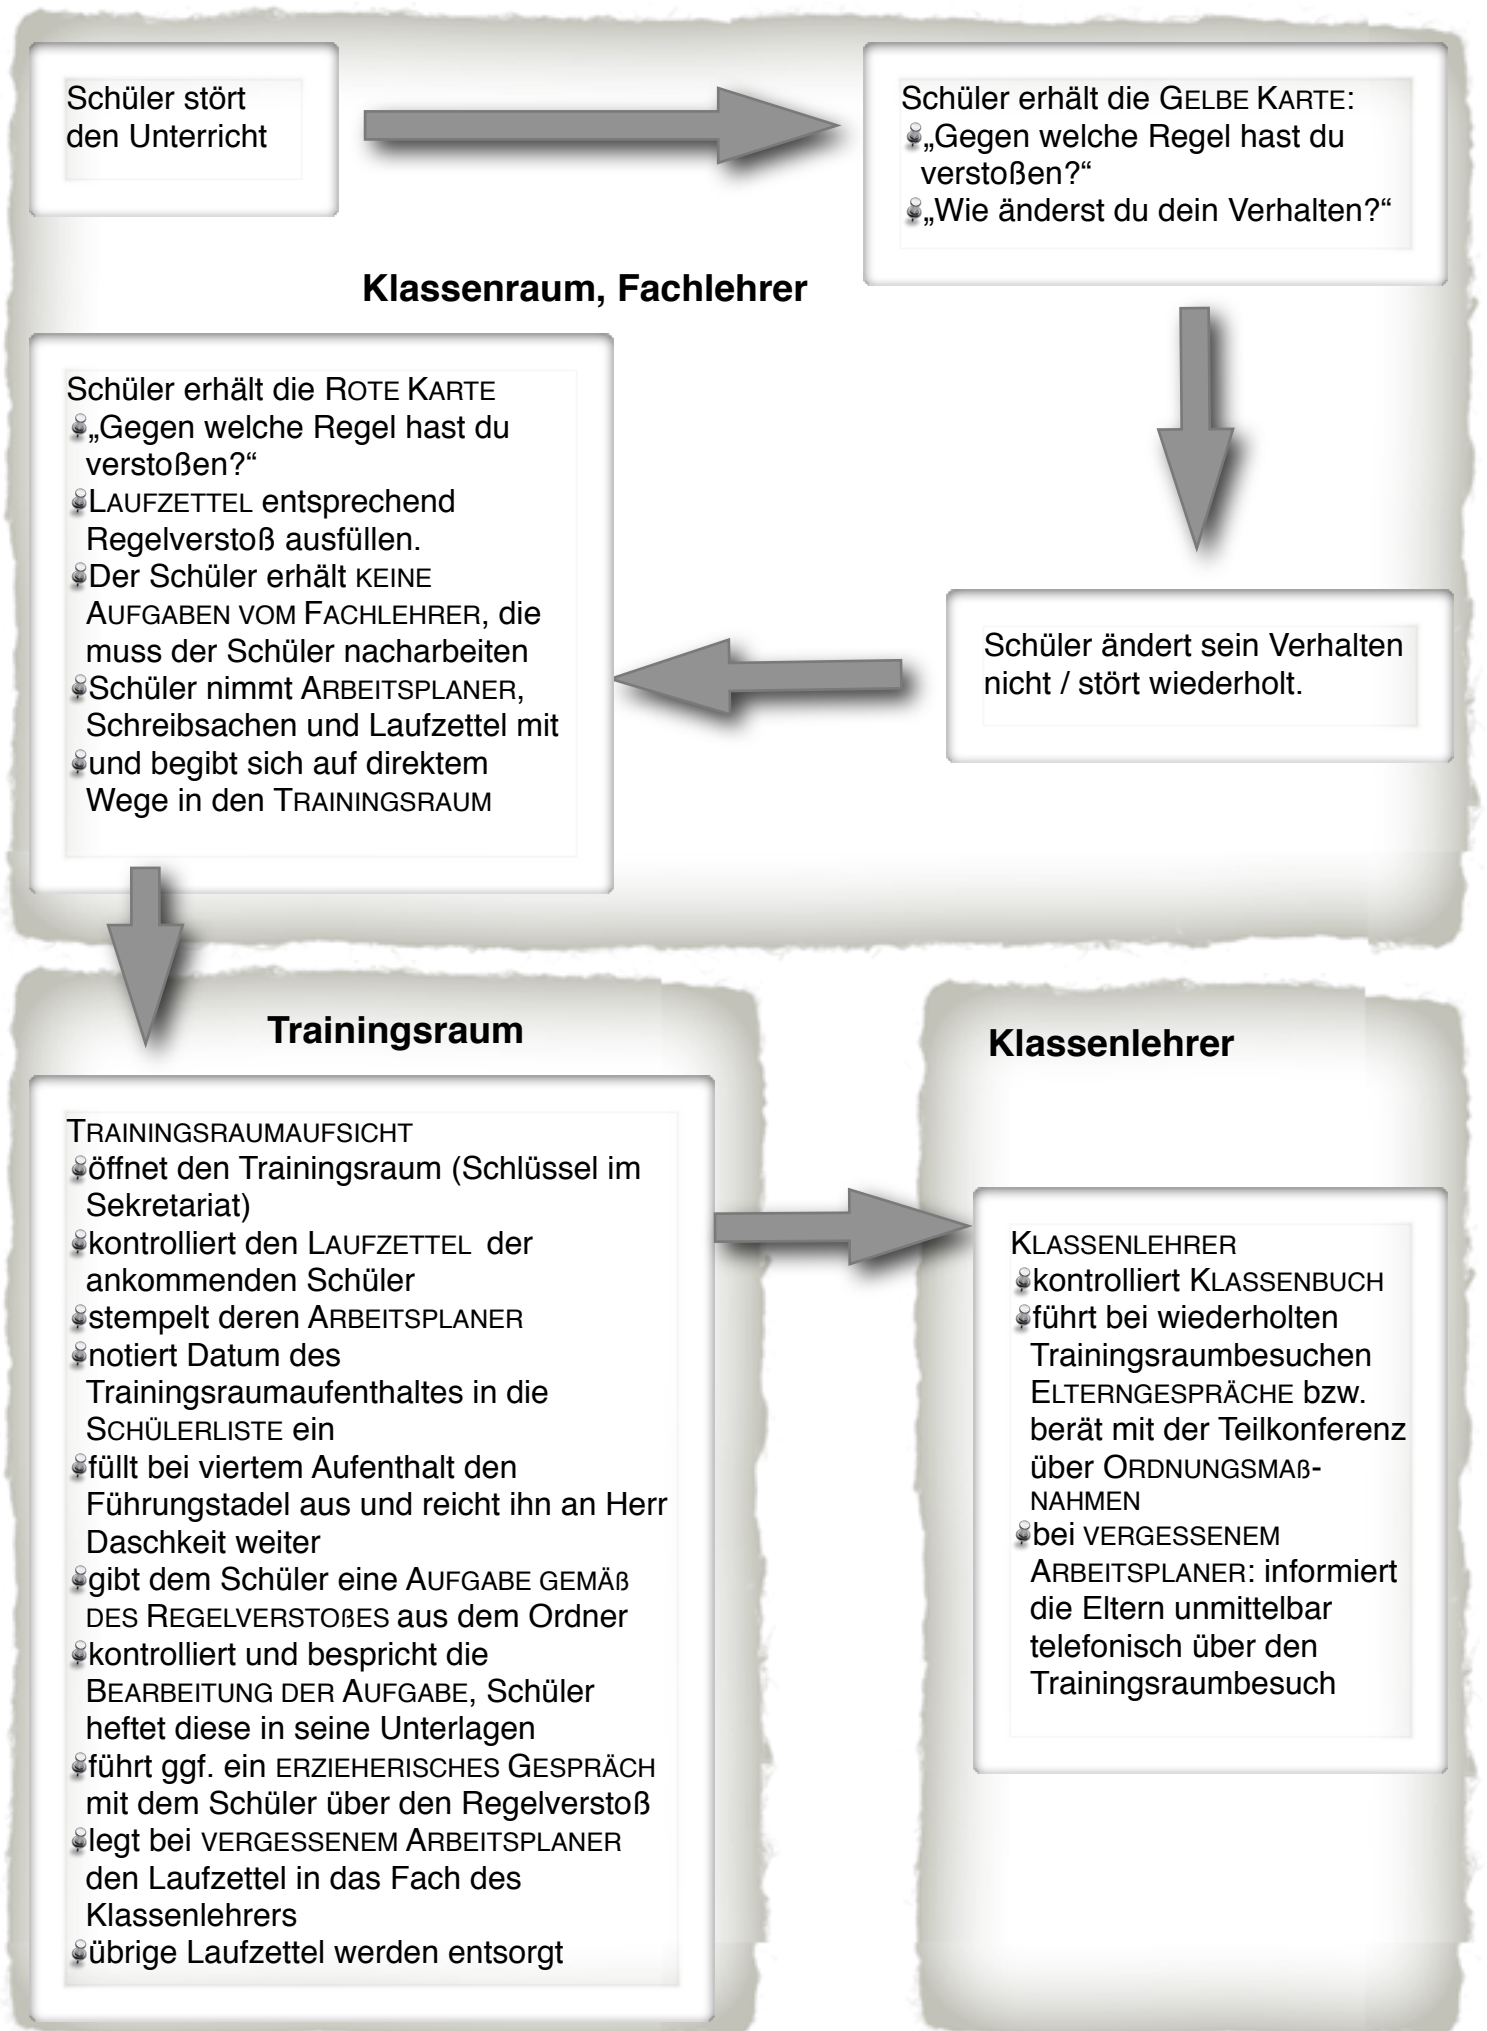 Schüler stört
den Unterricht
Schüler erhält die GELBE KARTE:
„Gegen welche Regel hast du
verstoßen?“
„Wie änderst du dein Verhalten?“
Klassenraum, Fachlehrer
Schüler ändert sein Verhalten
nicht / stört wiederholt.
Schüler erhält die ROTE KARTE
„Gegen welche Regel hast du
verstoßen?“
LAUFZETTEL entsprechend
Regelverstoß ausfüllen.
Der Schüler erhält KEINE
AUFGABEN VOM FACHLEHRER, die
muss der Schüler nacharbeiten
Schüler nimmt ARBEITSPLANER,
Schreibsachen und Laufzettel mit
und begibt sich auf direktem
Wege in den TRAININGSRAUM
Trainingsraum
TRAININGSRAUMAUFSICHT
öffnet den Trainingsraum (Schlüssel im
Sekretariat)
kontrolliert den LAUFZETTEL der
ankommenden Schüler
stempelt deren ARBEITSPLANER
notiert Datum des
Trainingsraumaufenthaltes in die
SCHÜLERLISTE ein
füllt bei viertem Aufenthalt den
Führungstadel aus und reicht ihn an Herr
Daschkeit weiter
gibt dem Schüler eine AUFGABE GEMÄß
DES REGELVERSTOßES aus dem Ordner
kontrolliert und bespricht die
BEARBEITUNG DER AUFGABE, Schüler
heftet diese in seine Unterlagen
führt ggf. ein ERZIEHERISCHES GESPRÄCH
mit dem Schüler über den Regelverstoß
legt bei VERGESSENEM ARBEITSPLANER
den Laufzettel in das Fach des
Klassenlehrers
übrige Laufzettel werden entsorgt
Klassenlehrer
KLASSENLEHRER
kontrolliert KLASSENBUCH
führt bei wiederholten
Trainingsraumbesuchen
ELTERNGESPRÄCHE bzw.
berät mit der Teilkonferenz
über ORDNUNGSMAß-
NAHMEN
bei VERGESSENEM
ARBEITSPLANER: informiert
die Eltern unmittelbar
telefonisch über den
Trainingsraumbesuch